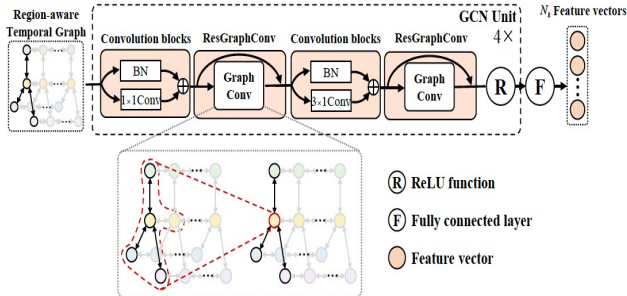 Region-aware
Temporal Graph
Convolution blocks
ResGraphConv
Convolution blocks
ResGraphConv
GCN Unit
4×
N_k Feature vectors
BN
1×1Conv
Graph
Conv
BN
3×1Conv
Graph
Conv
R
F
R ReLU function
F Fully connected layer
Feature vector